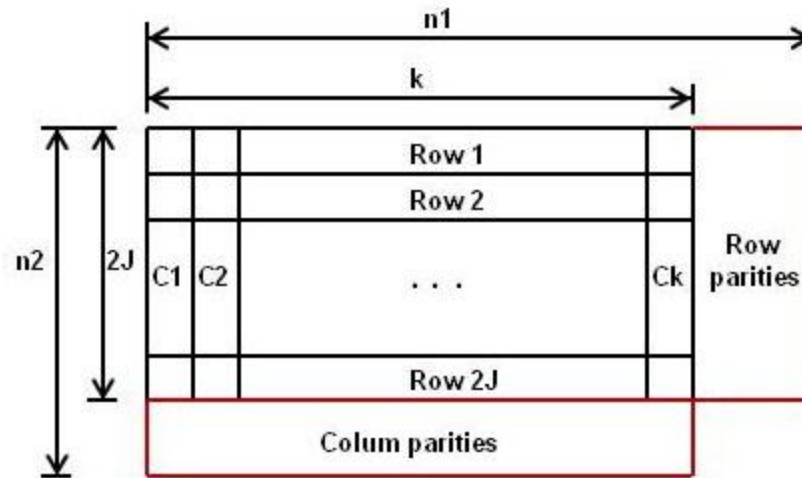 n1
k
Row 1
Row 2
n2
2J
C1
C2
. . .
Ck
Row
parities
Row 2J
Colum parities